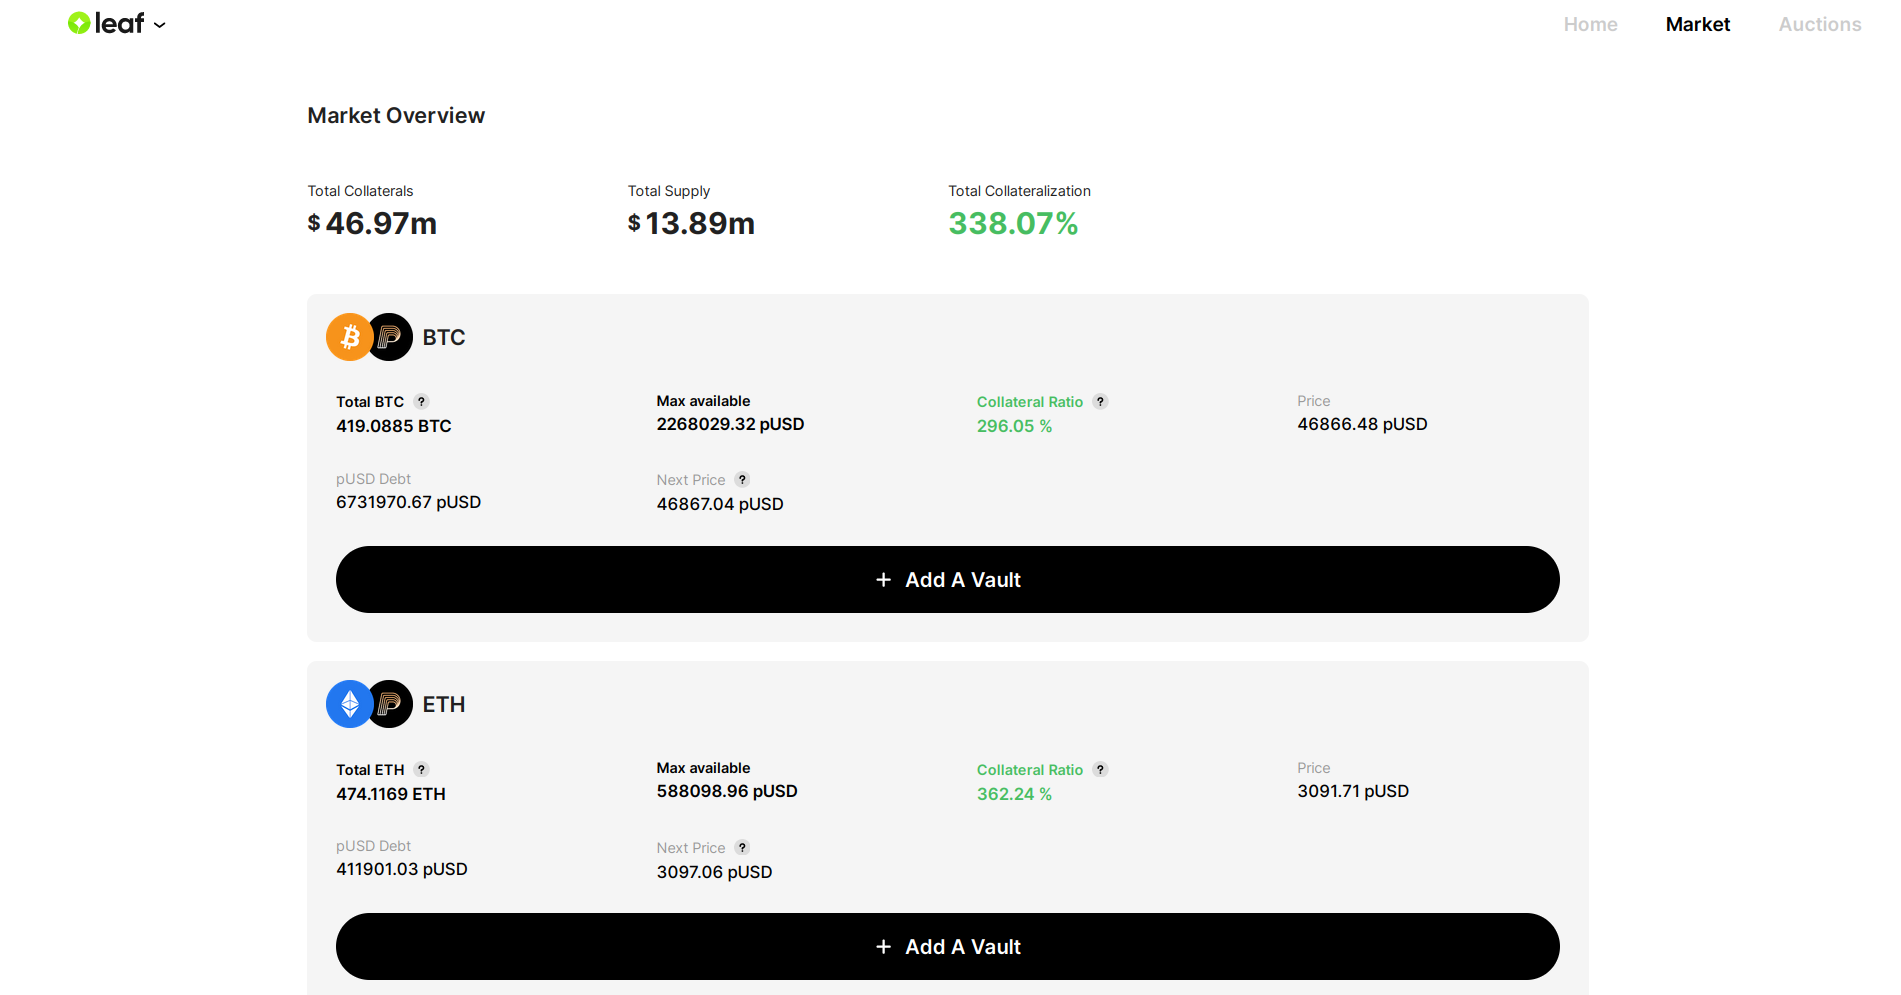 leaf
Home Market Auctions
Market Overview
Total Collaterals Total Supply Total Collateralization
$ 46.97m $ 13.89m 338.07%
BTC
Total BTC ? Max available Collateral Ratio ? Price
419.0885 BTC 2268029.32 pUSD 296.05 % 46866.48 pUSD
pUSD Debt Next Price ?
6731970.67 pUSD 46867.04 pUSD
+ Add A Vault
ETH
Total ETH ? Max available Collateral Ratio ? Price
474.1169 ETH 588098.96 pUSD 362.24 % 3091.71 pUSD
pUSD Debt Next Price ?
411901.03 pUSD 3097.06 pUSD
+ Add A Vault